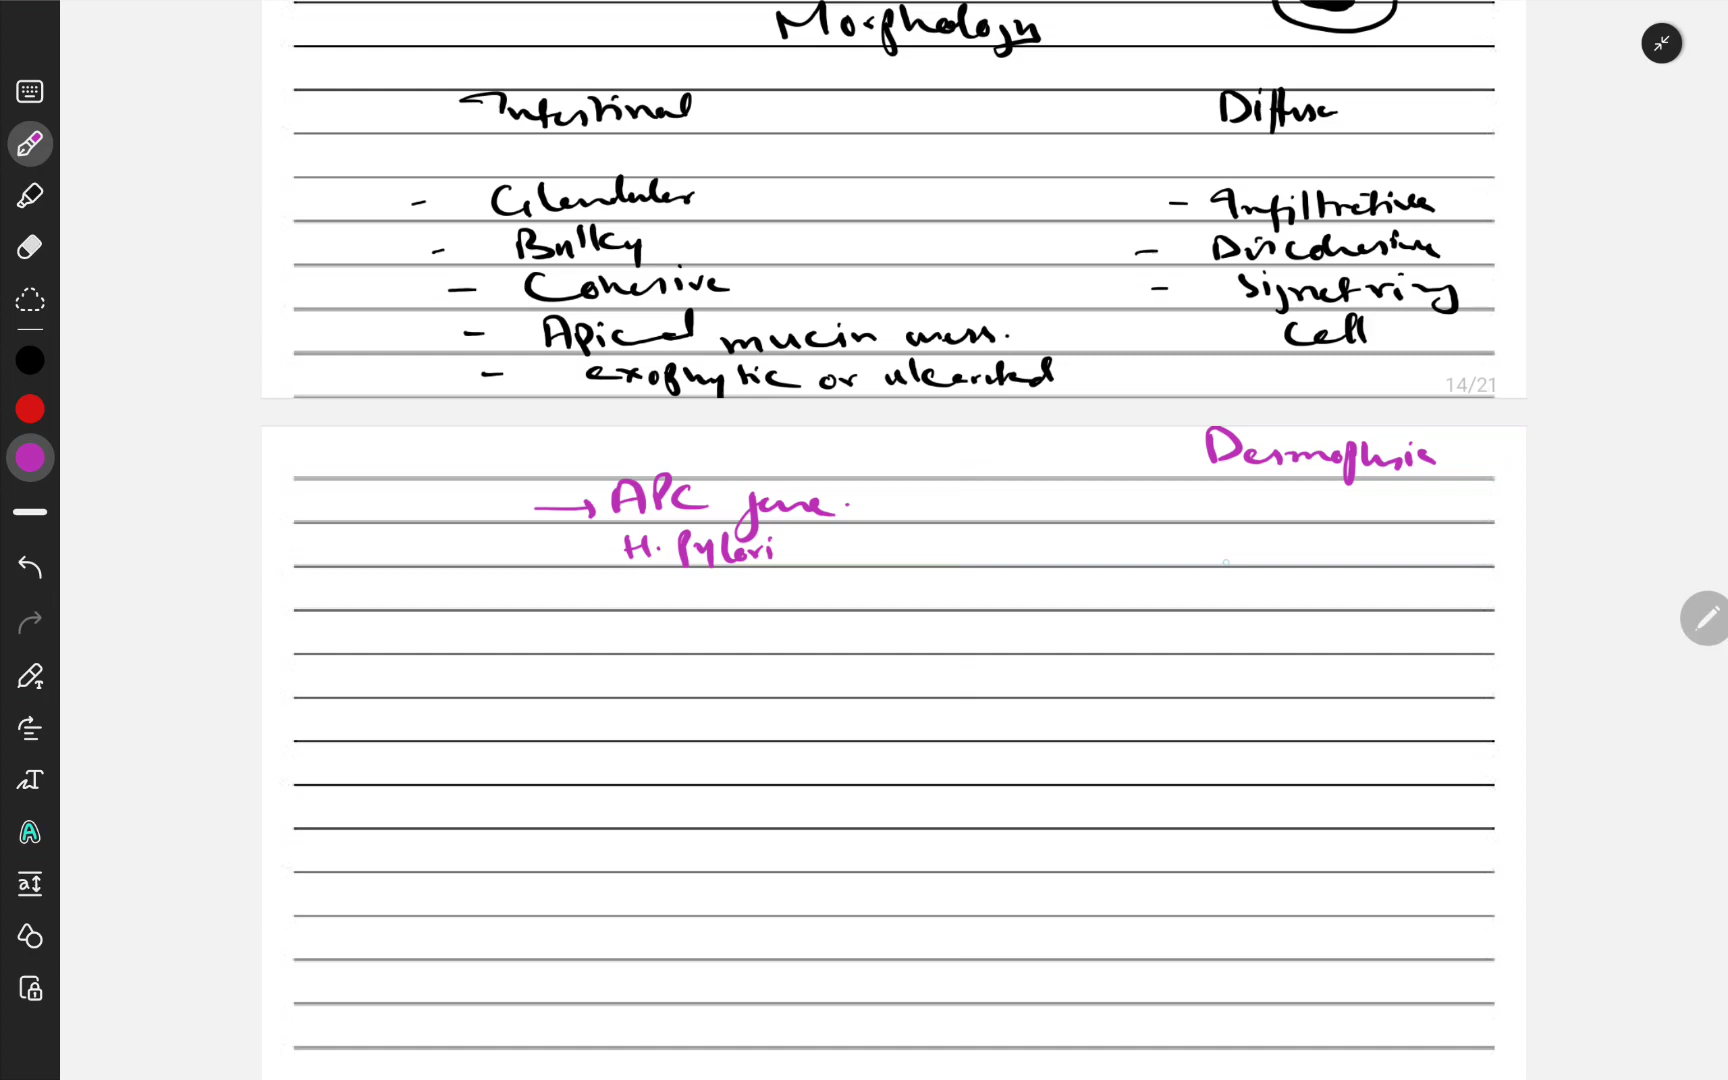 Morphology
Intestinal
Diffuse
- Glandular
- Infiltrative
- Bulky
- Discohesive
- Cohesive
- Signet ring
- Apical mucin
cell
- exophytic or ulcerated
14/21
Desmoplasia
→ APC gene.
H. Pylori